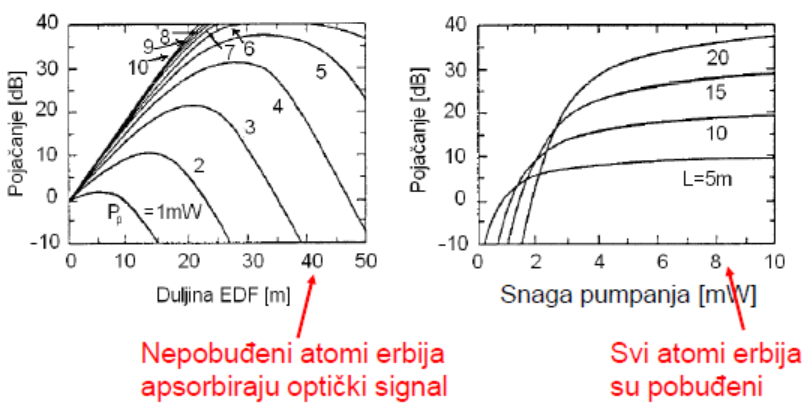 Pojačanje [dB]
40
30
20
10
0
-10
0 10 20 30 40 50
Duljina EDF [m]
8
9
10
7
6
5
4
3
2
Pp =1mW
Nepobuđeni atomi erbija
apsorbiraju optički signal
Pojačanje [dB]
40
30
20
10
0
-10
0 2 4 6 8 10
Snaga pumpanja [mW]
20
15
10
L=5m
Svi atomi erbija
su pobuđeni